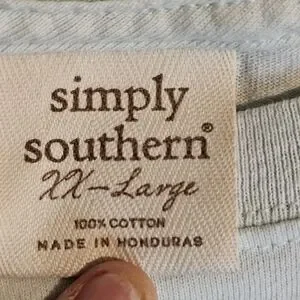 simply
southern®
XX-Large
100% COTTON
MADE IN HONDURAS